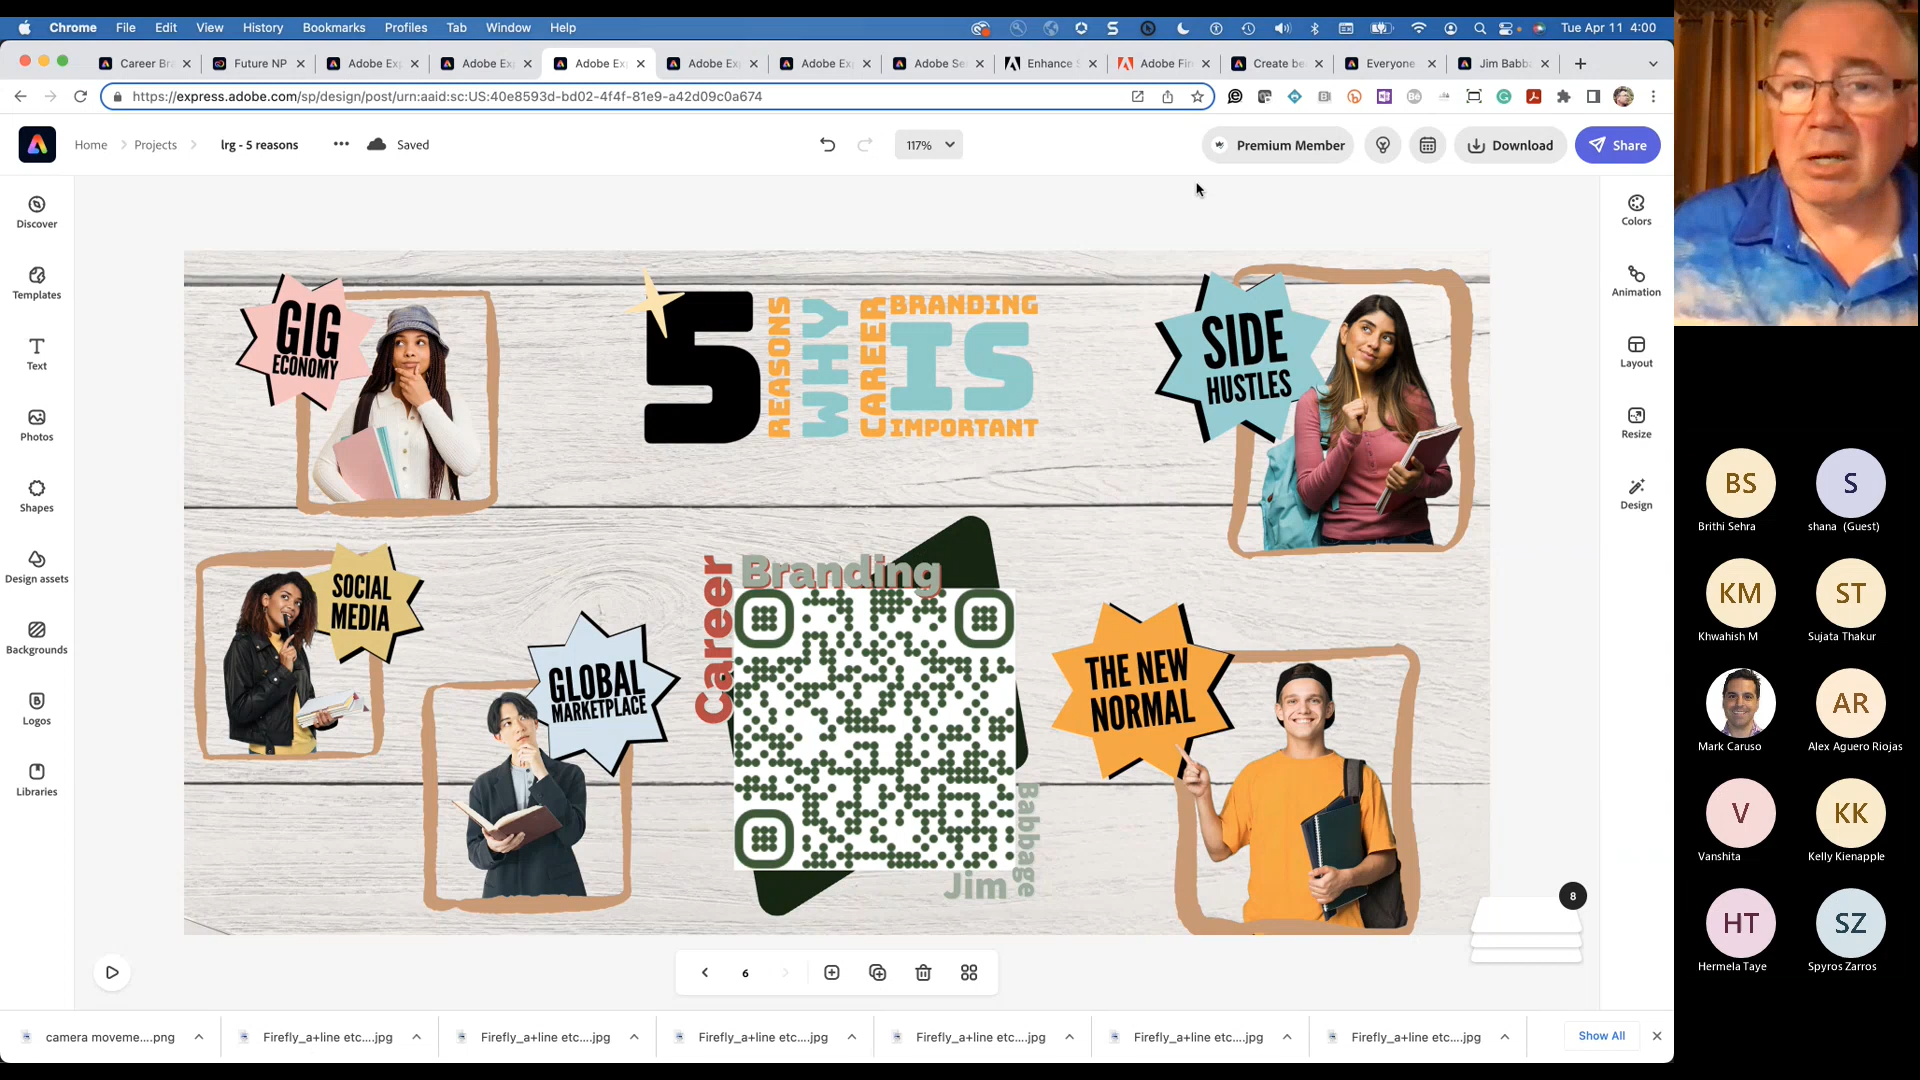 Chrome File Edit View History Bookmarks Profiles Tab Window Help
Tue Apr 11 4:00
Career Br
Future NP
Adobe Exp
Adobe Exp
Adobe Exp
Adobe Exp
Adobe Exp
Adobe Se
Enhance S
Adobe Fir
Create be
Everyone
Jim Babb
https://express.adobe.com/sp/design/post/urn:aaid:sc:US:40e8593d-bd02-4f4f-81e9-a42d09c0a674
Home
Projects
lrg - 5 reasons
Saved
117%
Premium Member
Download
Share
Discover
Templates
Text
Photos
Shapes
Design assets
Backgrounds
Logos
Libraries
GIG
ECONOMY
5
REASONS
WHY
CAREER
BRANDING
IS
IMPORTANT
SIDE
HUSTLES
SOCIAL
MEDIA
GLOBAL
MARKETPLACE
Career
Branding
Jim
Babbage
THE NEW
NORMAL
Colors
Animation
Layout
Resize
Design
8
6
camera moveme....png
Firefly_a+line etc...jpg
Firefly_a+line etc...jpg
Firefly_a+line etc...jpg
Firefly_a+line etc...jpg
Firefly_a+line etc...jpg
Firefly_a+line etc...jpg
Show All
BS
Brithi Sehra
S
shana (Guest)
KM
Khwahish M
ST
Sujata Thakur
Mark Caruso
AR
Alex Aguero Riojas
V
Vanshita
KK
Kelly Kienapple
HT
Hermela Taye
SZ
Spyros Zarros